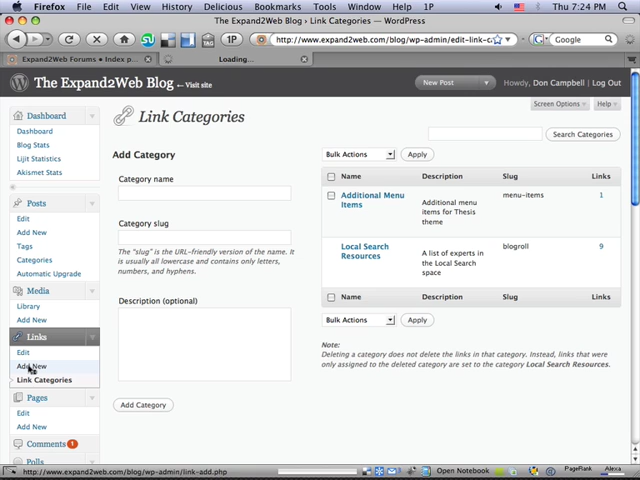 Firefox File Edit View History Delicious Bookmarks Tools Window Help 1P Thu 7:24 PM
The Expand2Web Blog › Link Categories — WordPress
TAG 1P http://www.expand2web.com/blog/wp-admin/edit-link-c Google
Expand2Web Forums • Index p... Loading...
The Expand2Web Blog ← Visit site New Post Howdy, Don Campbell | Log Out
Screen Options Help
Dashboard
Dashboard
Blog Stats
Lijit Statistics
Akismet Stats
Posts
Edit
Add New
Tags
Categories
Automatic Upgrade
Media
Library
Add New
Links
Edit
Add New
Link Categories
Pages
Edit
Add New
Comments 1
Polls
Link Categories
Search Categories
Add Category
Category name
Category slug
The "slug" is the URL-friendly version of the name. It
is usually all lowercase and contains only letters,
numbers, and hyphens.
Description (optional)
Add Category
Bulk Actions Apply
Name Description Slug Links
Additional Menu Items Additional menu items for Thesis theme menu-items 1
Local Search Resources A list of experts in the Local Search space blogroll 9
Name Description Slug Links
Bulk Actions Apply
Note:
Deleting a category does not delete the links in that category. Instead, links that were
only assigned to the deleted category are set to the category Local Search Resources.
http://www.expand2web.com/blog/wp-admin/link-add.php 3 Open Notebook PageRank Alexa